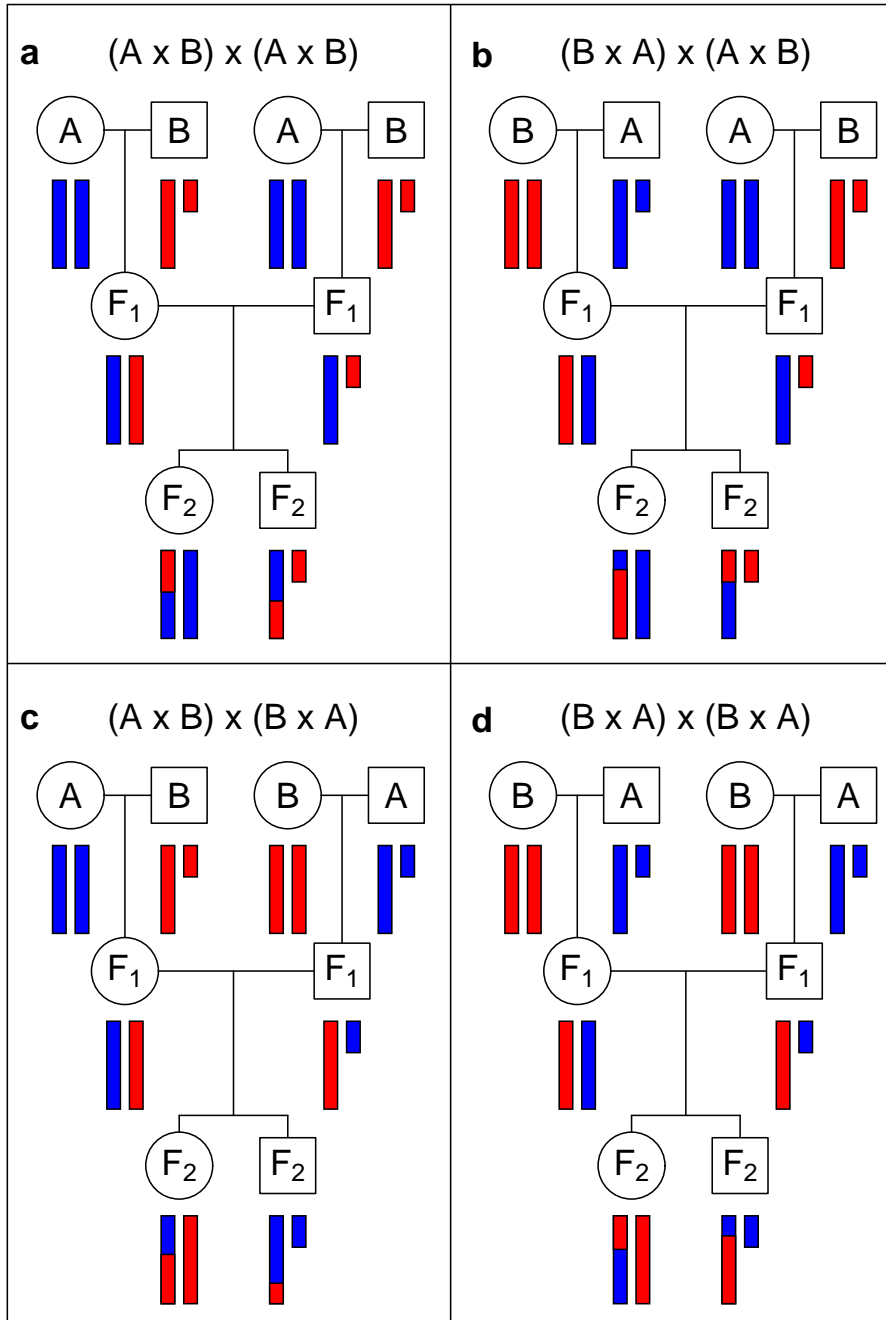 a (A x B) x (A x B)
A B A B
F₁ F₁
F₂ F₂
b (B x A) x (A x B)
B A A B
F₁ F₁
F₂ F₂
c (A x B) x (B x A)
A B B A
F₁ F₁
F₂ F₂
d (B x A) x (B x A)
B A B A
F₁ F₁
F₂ F₂